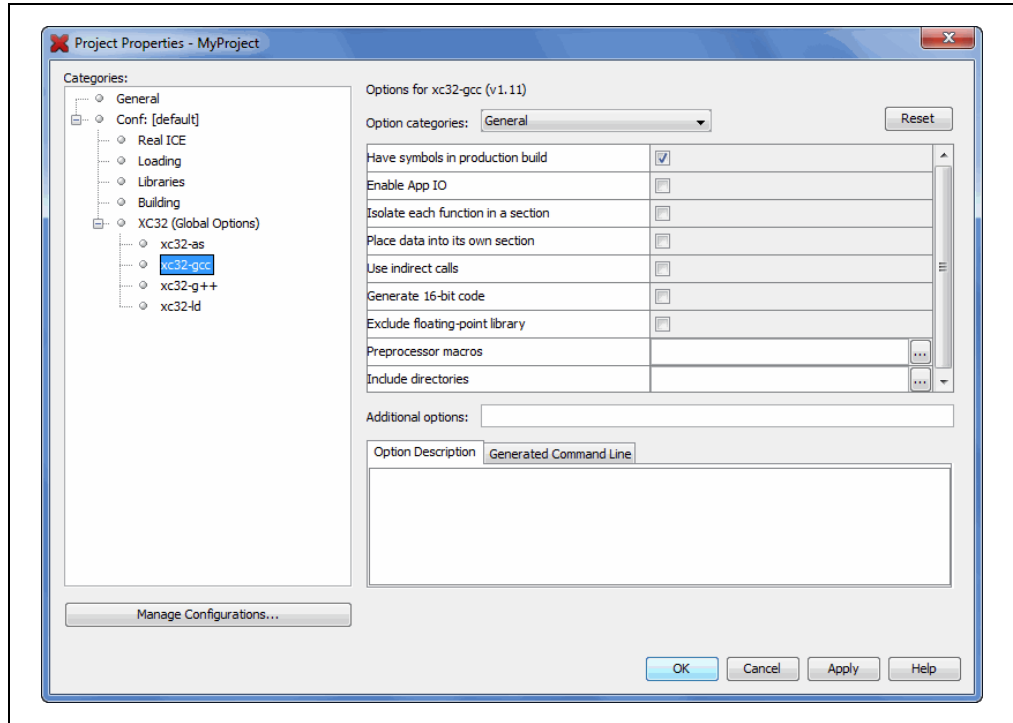 Project Properties - MyProject
Categories:
General
Conf: [default]
Real ICE
Loading
Libraries
Building
XC32 (Global Options)
xc32-as
xc32-gcc
xc32-g++
xc32-ld
Manage Configurations...
Options for xc32-gcc (v1.11)
Option categories: General
Reset
Have symbols in production build
Enable App IO
Isolate each function in a section
Place data into its own section
Use indirect calls
Generate 16-bit code
Exclude floating-point library
Preprocessor macros ...
Include directories ...
Additional options:
Option Description Generated Command Line
OK Cancel Apply Help